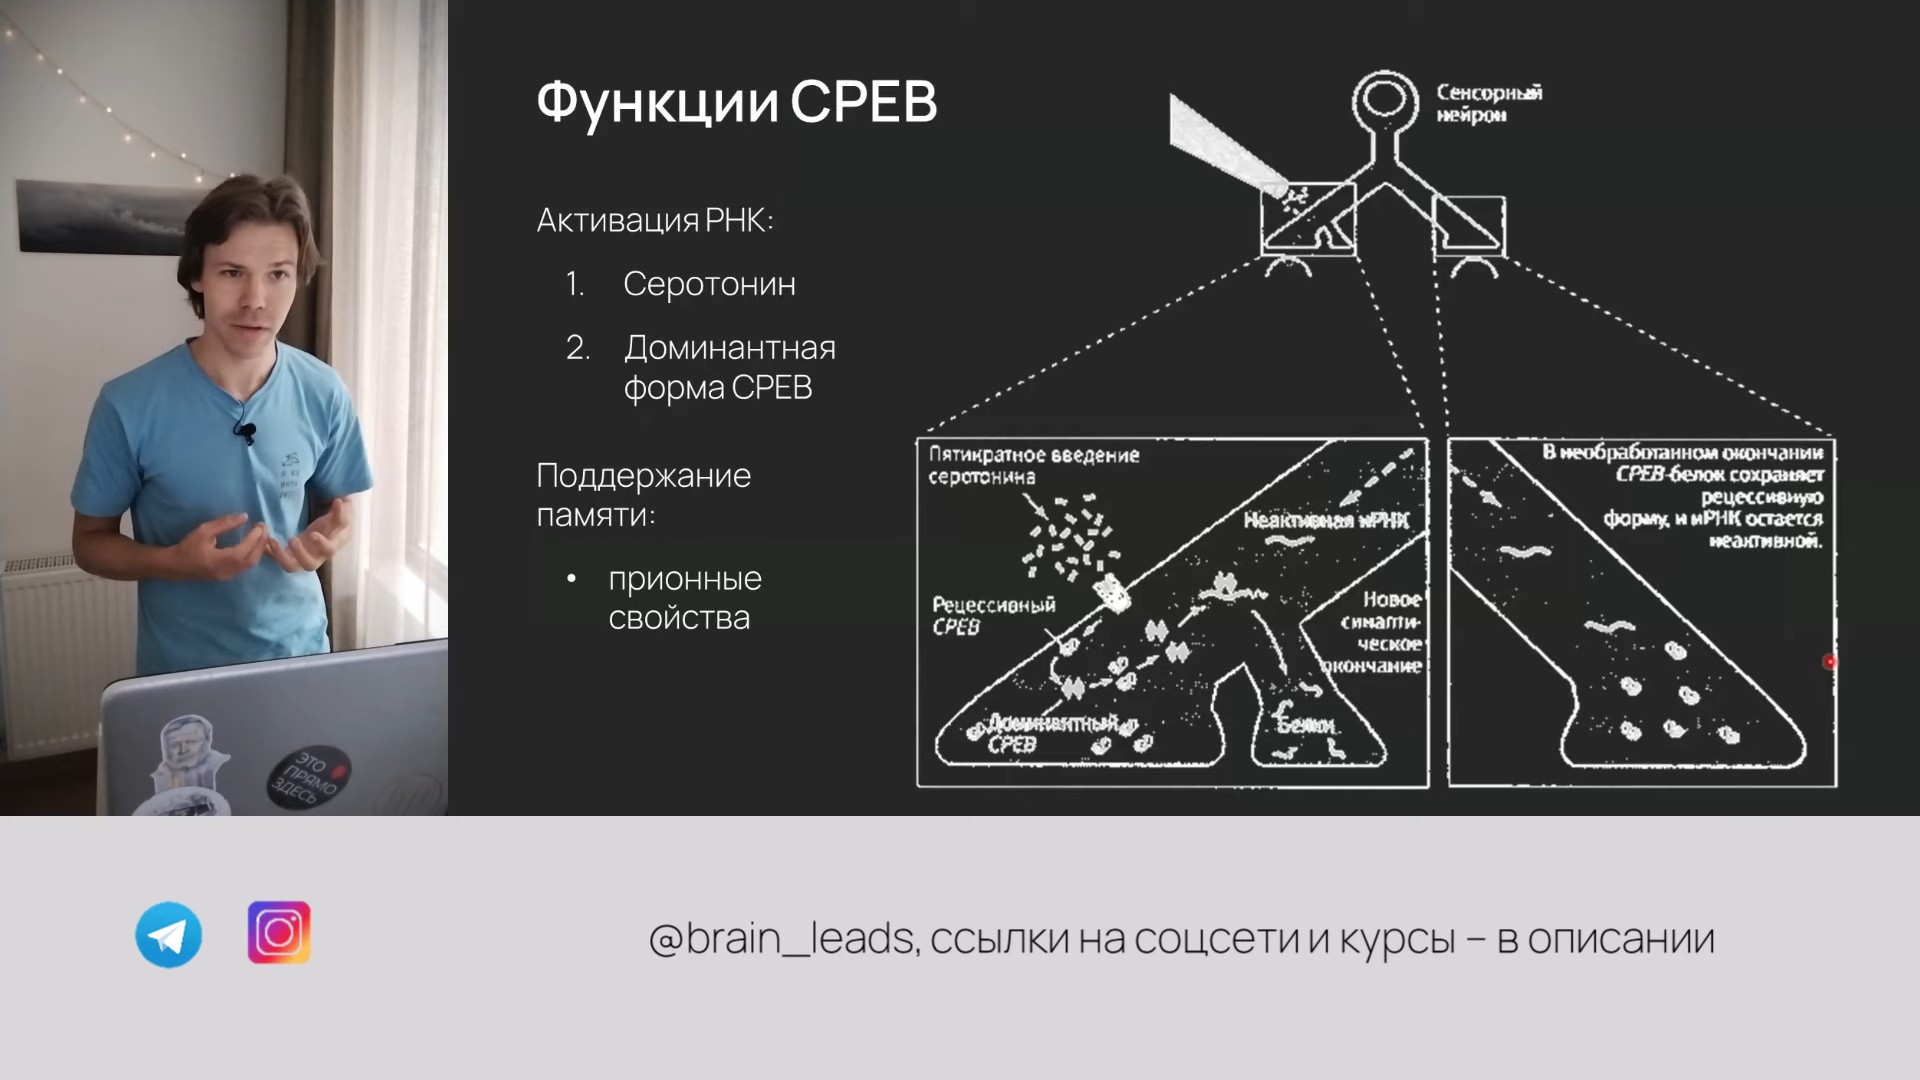 Функции CPEB
Активация РНК:
1. Серотонин
2. Доминантная
форма CPEB
Поддержание
памяти:
• прионные
свойства
Сенсорный
нейрон
Пятикратное введение
серотонина
Неактивная мРНК
Рецессивный
CPEB
Новое
синапти-
ческое
окончание
Доминантный
CPEB
Белки
В необработанном окончании
CPEB-белок сохраняет
рецессивную
форму, и мРНК остается
неактивной.
ЭТО
ПРЯМО
ЗДЕСЬ
@brain_leads, ссылки на соцсети и курсы – в описании